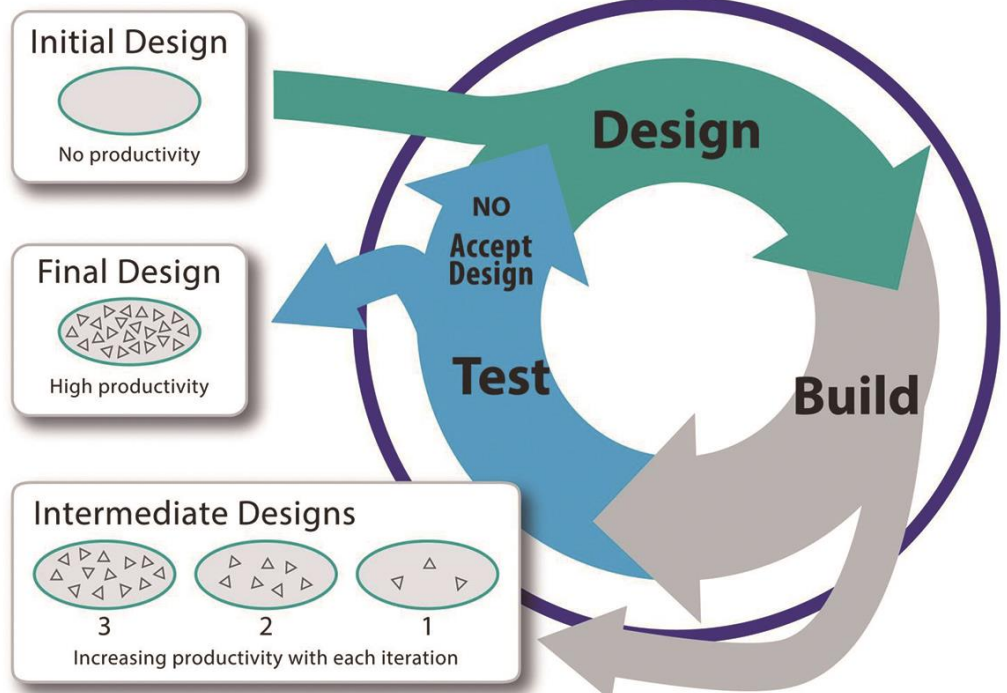 Initial Design
No productivity
Final Design
High productivity
Intermediate Designs
3 2 1
Increasing productivity with each iteration
Design
Build
Test
NO
Accept
Design